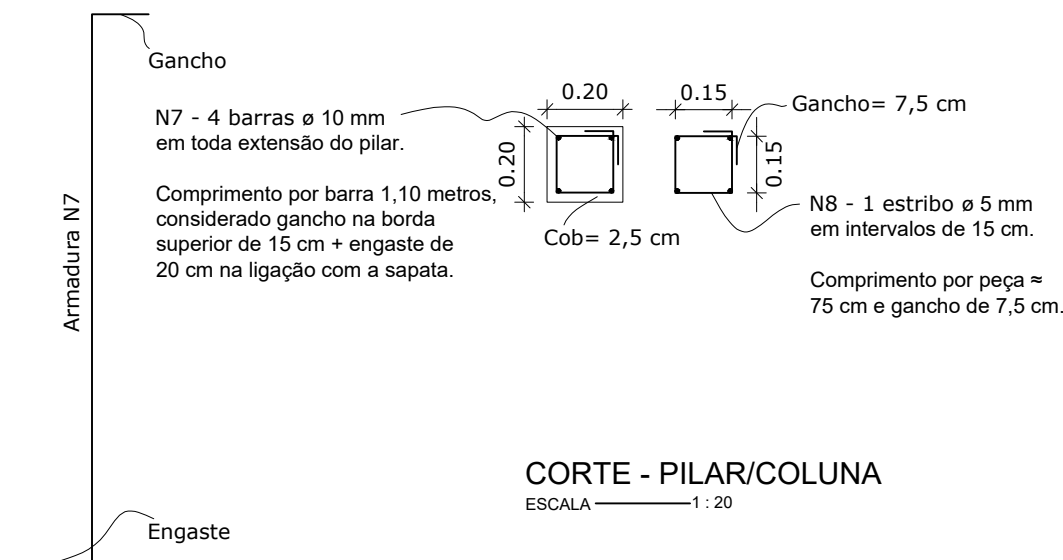 Gancho
N7 - 4 barras ø 10 mm
em toda extensão do pilar.
Comprimento por barra 1,10 metros,
considerado gancho na borda
superior de 15 cm + engaste de
20 cm na ligação com a sapata.
Armadura N7
Engaste
0.20
0.20
Cob= 2,5 cm
0.15
0.15
Gancho= 7,5 cm
N8 - 1 estribo ø 5 mm
em intervalos de 15 cm.
Comprimento por peça ≈
75 cm e gancho de 7,5 cm.
CORTE - PILAR/COLUNA
ESCALA 1 : 20